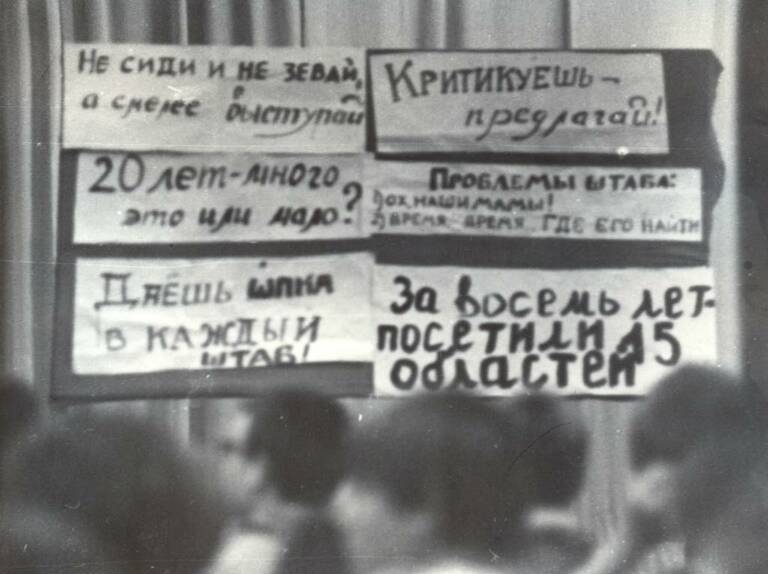 Не сиди и не зевай,
а смелее выступай
Критикуешь –
предлагай!
20 лет – много
это или мало?
Проблемы штаба:
1) ох, наши мамы!
2) время время где его найти
Даёшь
в каждый
штаб!
За восемь лет
посетили 15
областей